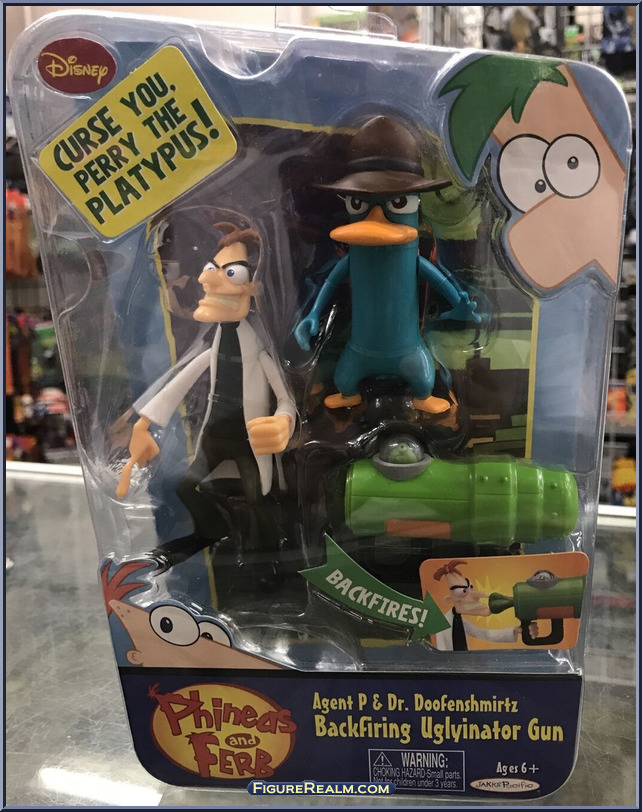 Disney
CURSE YOU,
PERRY THE
PLATYPUS!
BACKFIRES!
Phineas
and
FERB
Agent P & Dr. Doofenshmirtz
Backfiring Uglyinator Gun
WARNING:
CHOKING HAZARD-Small parts.
Not for children under 3 years.
Ages 6+
JAKKS Pacific
FIGUREREALM.COM